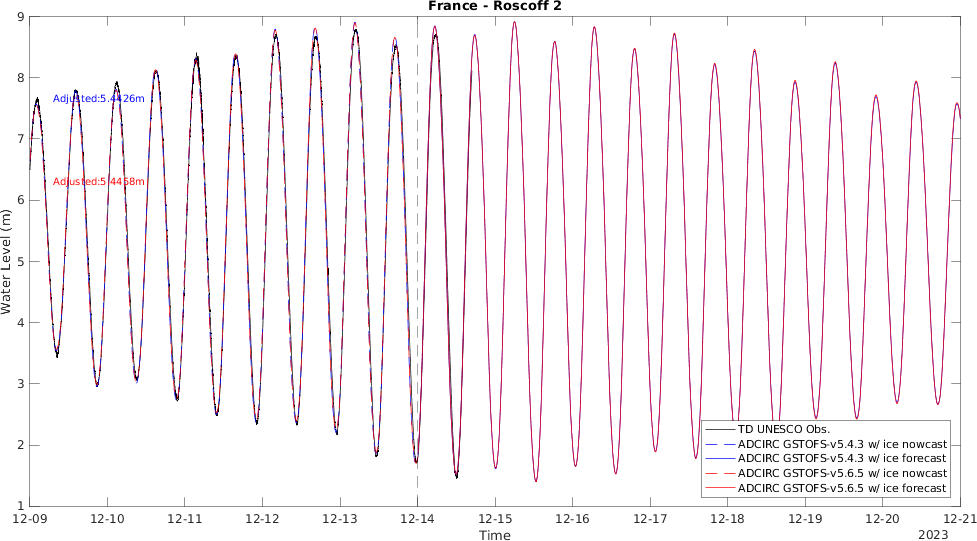 France - Roscoff 2
Water Level (m)
9
8
7
6
5
4
3
2
1
Adjusted:5.4426m
Adjusted:5.4458m
TD UNESCO Obs.
ADCIRC GSTOFS-v5.4.3 w/ ice nowcast
ADCIRC GSTOFS-v5.4.3 w/ ice forecast
ADCIRC GSTOFS-v5.6.5 w/ ice nowcast
ADCIRC GSTOFS-v5.6.5 w/ ice forecast
12-09 12-10 12-11 12-12 12-13 12-14 12-15 12-16 12-17 12-18 12-19 12-20 12-21
Time
2023